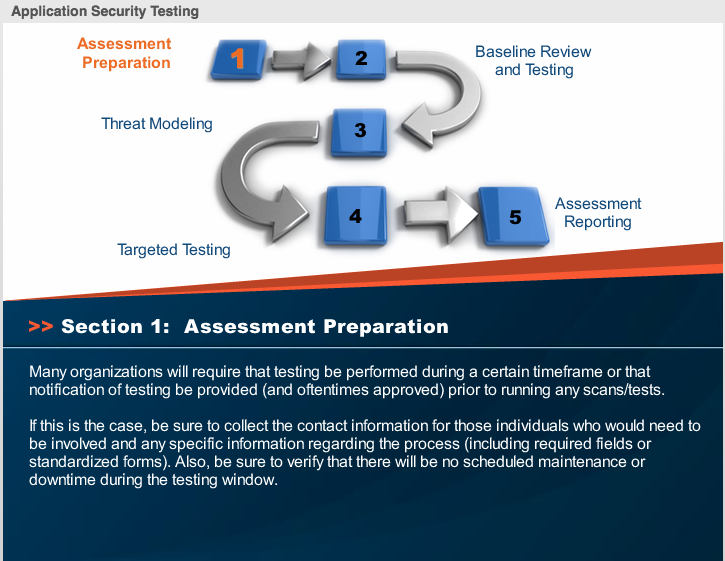 Application Security Testing
Assessment
Preparation
1
2
Baseline Review
and Testing
Threat Modeling
3
4
5
Assessment
Reporting
Targeted Testing
>> Section 1: Assessment Preparation
Many organizations will require that testing be performed during a certain timeframe or that
notification of testing be provided (and oftentimes approved) prior to running any scans/tests.
If this is the case, be sure to collect the contact information for those individuals who would need to
be involved and any specific information regarding the process (including required fields or
standardized forms). Also, be sure to verify that there will be no scheduled maintenance or
downtime during the testing window.